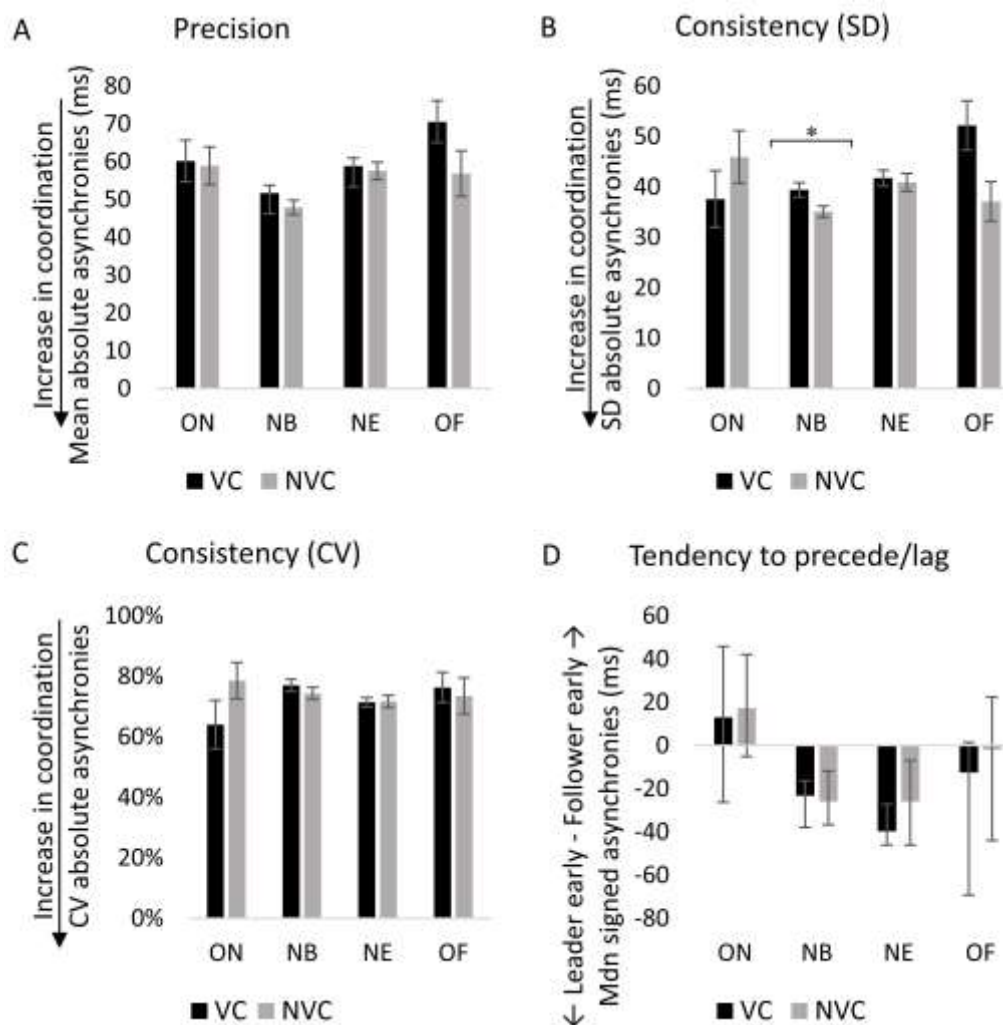 A
Precision
Increase in coordination
Mean absolute asynchronies (ms)
80
70
60
50
40
30
20
10
0
ON NB NE OF
■ VC ■ NVC
B
Consistency (SD)
Increase in coordination
SD absolute asynchronies (ms)
60
50
40
30
20
10
0
*
ON NB NE OF
■ VC ■ NVC
C
Consistency (CV)
Increase in coordination
CV absolute asynchronies
100%
80%
60%
40%
20%
0%
ON NB NE OF
■ VC ■ NVC
D
Tendency to precede/lag
← Leader early - Follower early →
Mdn signed asynchronies (ms)
60
40
20
0
-20
-40
-60
-80
ON NB NE OF
■ VC ■ NVC